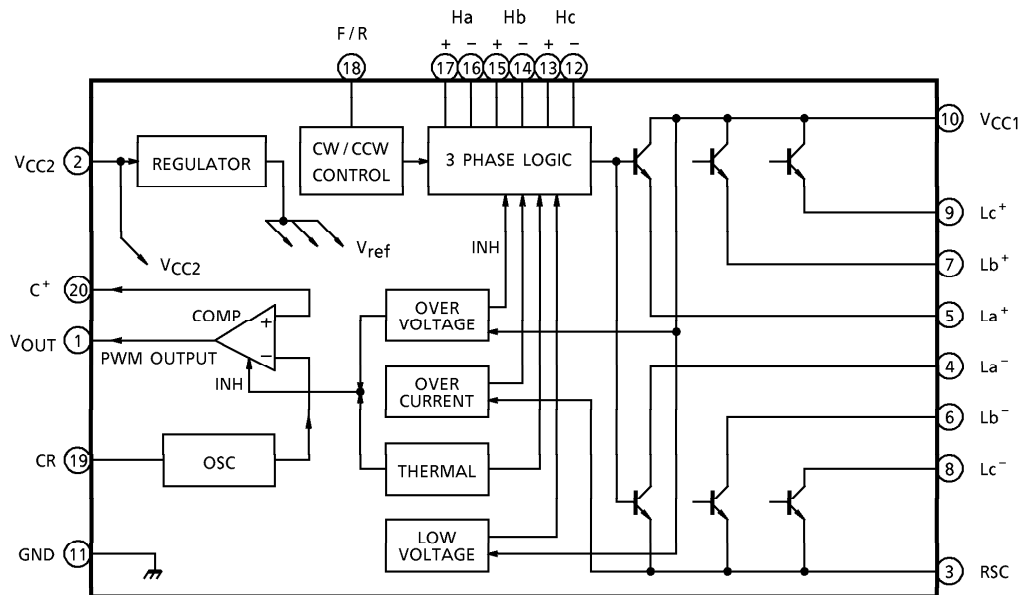 F/R
Ha
Hb
Hc
+ − + − + −
18
17
16
15
14
13
12
10 VCC1
VCC2 2
REGULATOR
CW/CCW
CONTROL
3 PHASE LOGIC
9 Lc+
Vref
INH
VCC2
7 Lb+
C+ 20
COMP
+
−
OVER
VOLTAGE
5 La+
VOUT 1
PWM OUTPUT
INH
4 La−
OVER
CURRENT
6 Lb−
CR 19
OSC
THERMAL
8 Lc−
LOW
VOLTAGE
GND 11
3 RSC